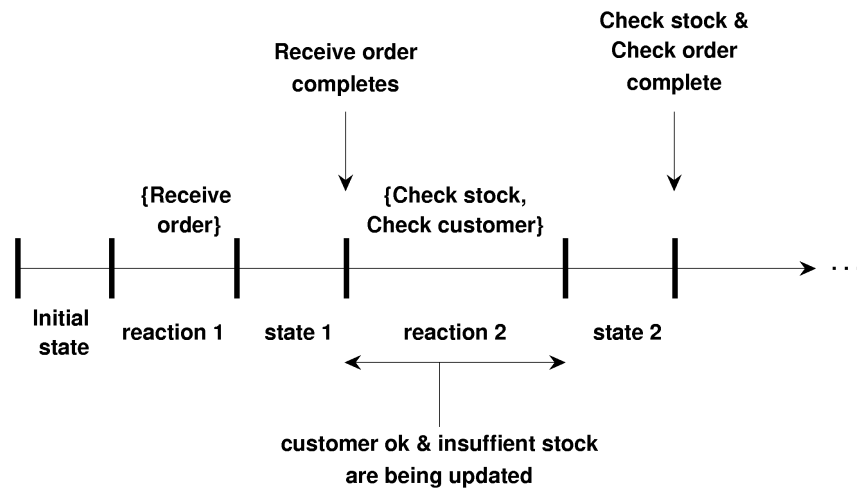 Receive order
completes
Check stock &
Check order
complete
{Receive
order}
{Check stock,
Check customer}
. . .
Initial
state
reaction 1
state 1
reaction 2
state 2
customer ok & insuffient stock
are being updated